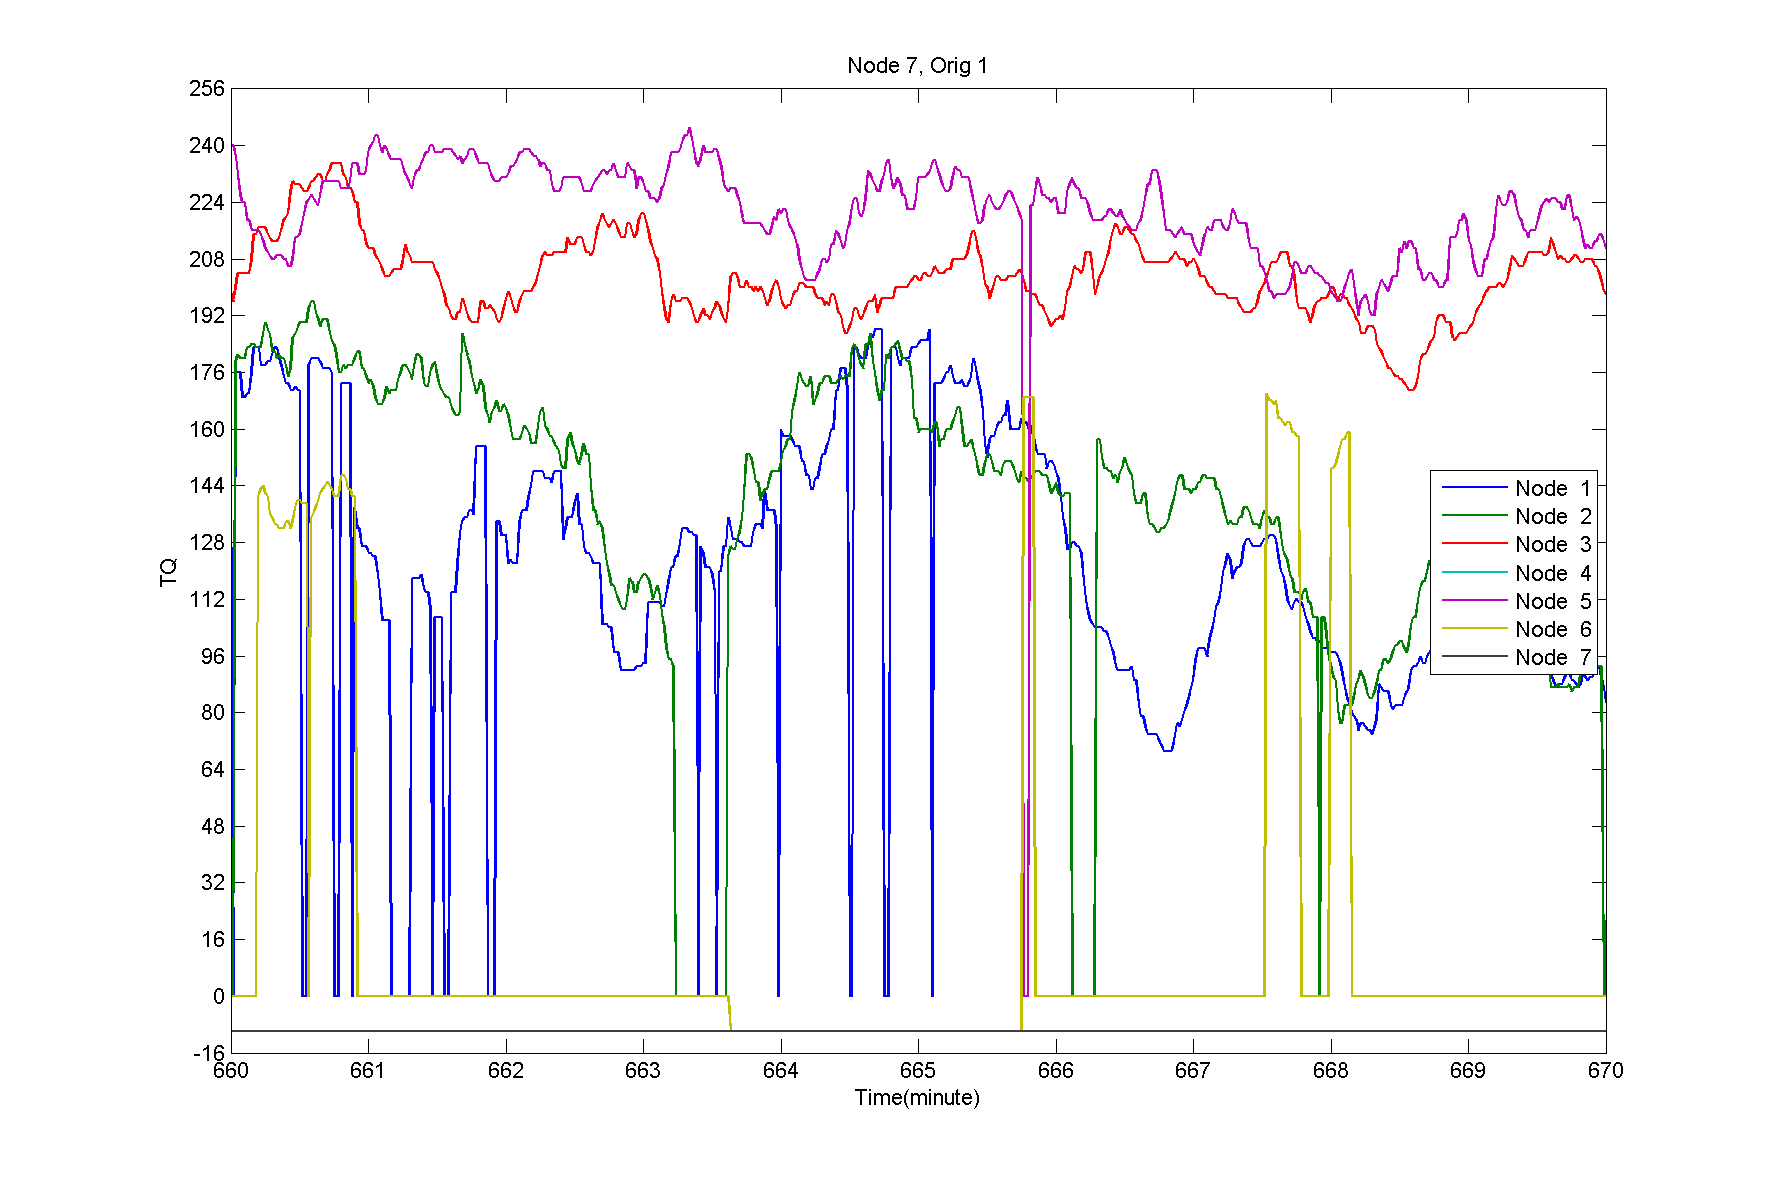 Node 7, Orig 1
256
240
224
208
192
176
160
144
128
112
96
80
64
48
32
16
0
-16
TQ
660 661 662 663 664 665 666 667 668 669 670
Time(minute)
Node 1
Node 2
Node 3
Node 4
Node 5
Node 6
Node 7